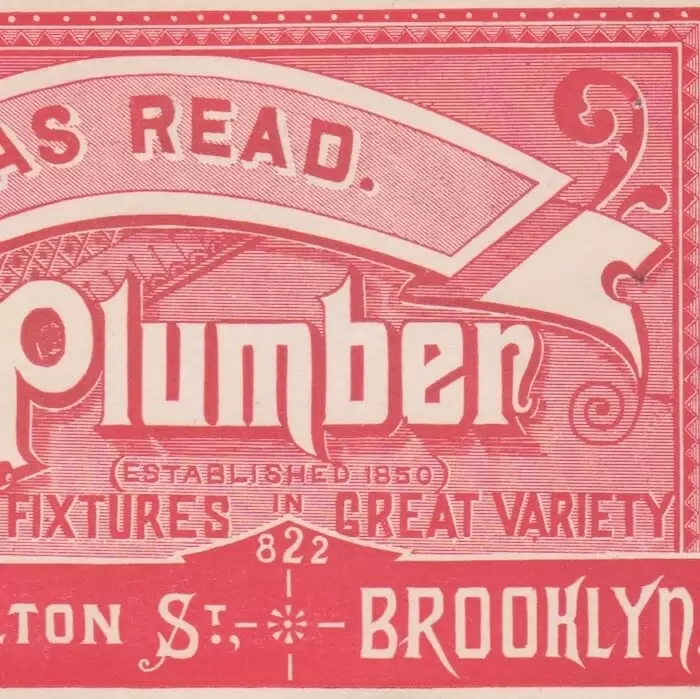 AS READ.
Plumber
(ESTABLISHED 1850)
FIXTURES IN GREAT VARIETY
822
LTON ST., BROOKLYN.